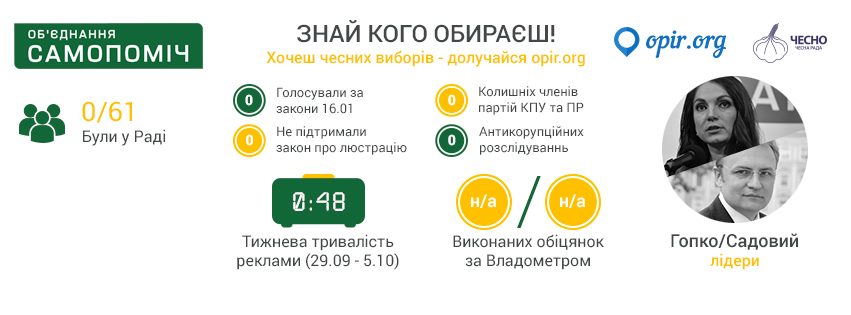 ОБ'ЄДНАННЯ
САМОПОМІЧ
ЗНАЙ КОГО ОБИРАЄШ!
Хочеш чесних виборів - долучайся opir.org
opir.org
ЧЕСНО
ЧЕСНА РАДА
0/61
Були у Раді
0
Голосували за
закони 16.01
0
Колишніх членів
партій КПУ та ПР
0
Не підтримали
закон про люстрацію
0
Антикорупційних
розслідуваннь
0:48
Тижнева тривалість
реклами (29.09 - 5.10)
н/а / н/а
Виконаних обіцянок
за Владометром
Гопко/Садовий
лідери